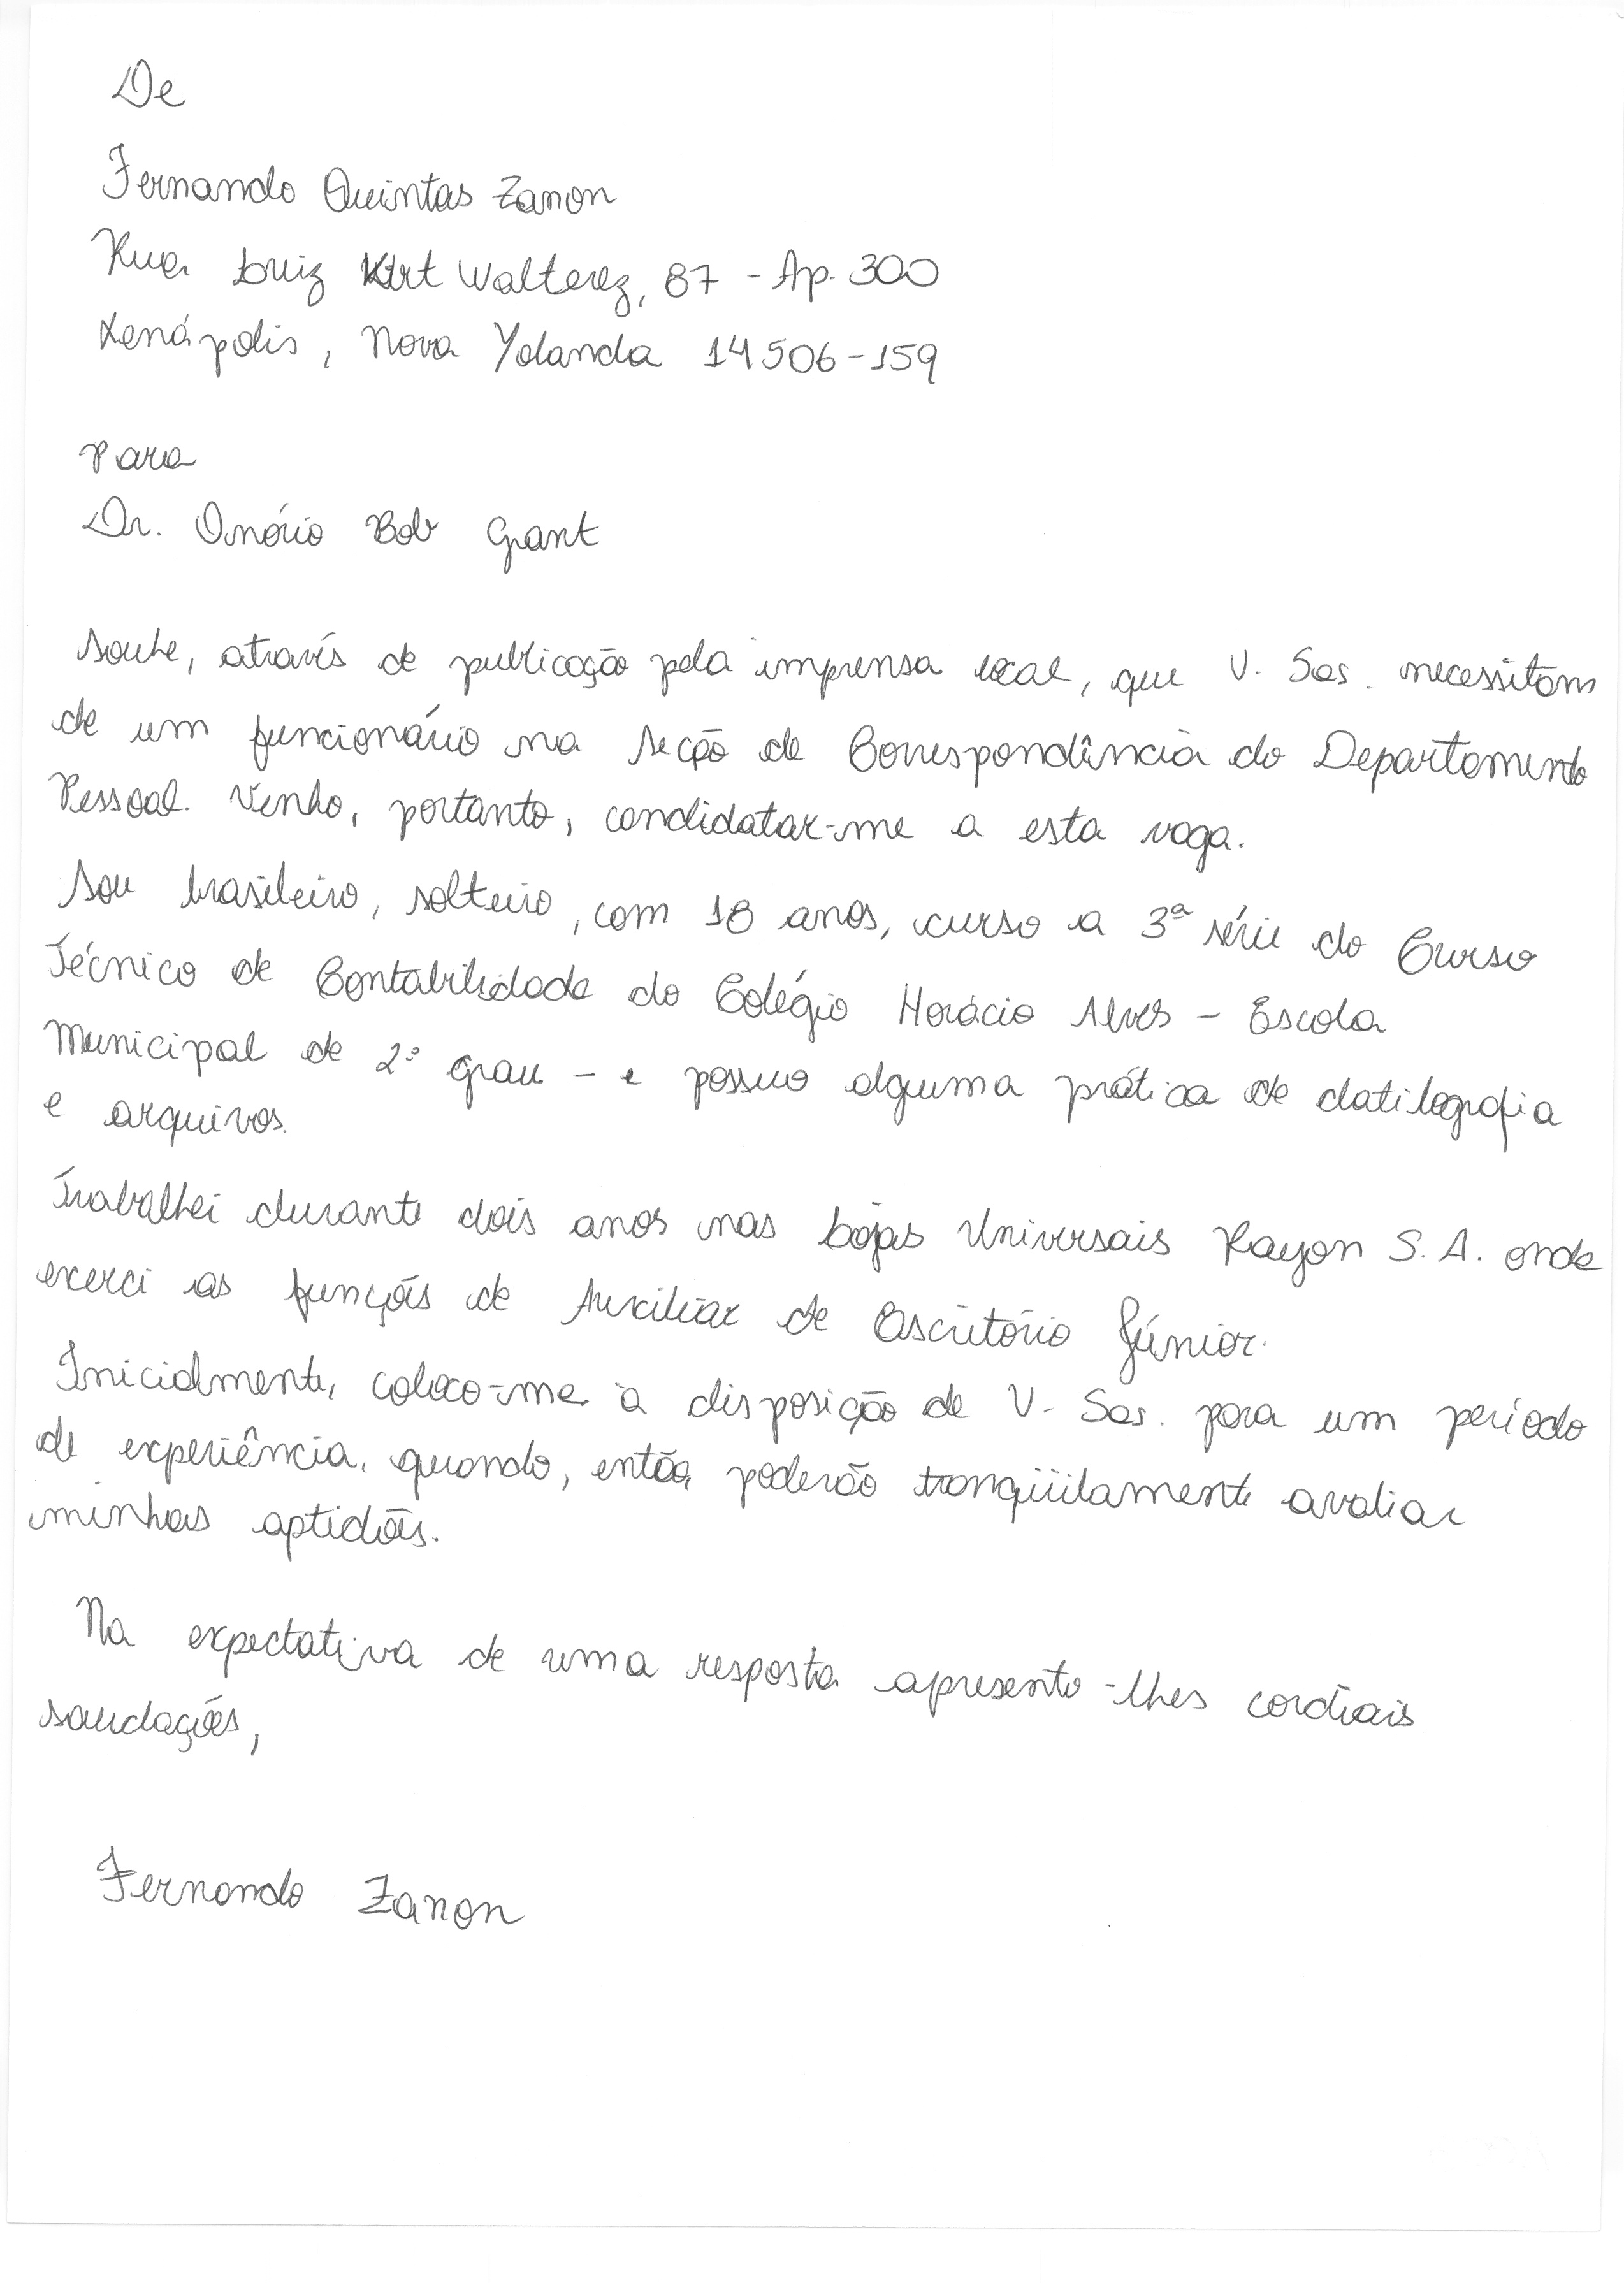 De
Fernando Quintas Zanon
Rua Luiz Kirt Walterez, 87 - Ap. 300
Xenápolis, Nova Yolanda 14506-159
Para
Dr. Onório Bob Grant
Soube, através de publicação pela imprensa local, que V. Sas. necessitam
de um funcionário na Secção de Correspondência do Departamento
Pessoal. Venho, portanto, candidatar-me a esta vaga.
Sou brasileiro, solteiro, com 18 anos, curso a 3ª série do Curso
Técnico de Contabilidade do Colégio Horácio Alves - Escola
Municipal de 2º grau - e possuo alguma prática de datilografia
e arquivos.
Trabalhei durante dois anos nas Lojas Universais Rayon S. A. onde
exerci as funções de Auxiliar de Escritório Júnior.
Inicialmente, coloco-me à disposição de V. Sas. para um período
de experiência, quando, então, poderão tranqüilamente avaliar
minhas aptidões.
Na expectativa de uma resposta apresento-lhes cordiais
saudações,
Fernando Zanon